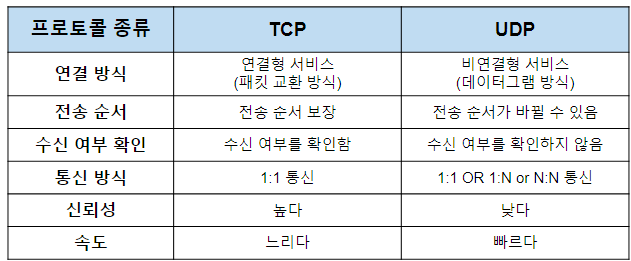 프로토콜 종류 TCP UDP
연결 방식 연결형 서비스 비연결형 서비스
(패킷 교환 방식) (데이터그램 방식)
전송 순서 전송 순서 보장 전송 순서가 바뀔 수 있음
수신 여부 확인 수신 여부를 확인함 수신 여부를 확인하지 않음
통신 방식 1:1 통신 1:1 OR 1:N or N:N 통신
신뢰성 높다 낮다
속도 느리다 빠르다